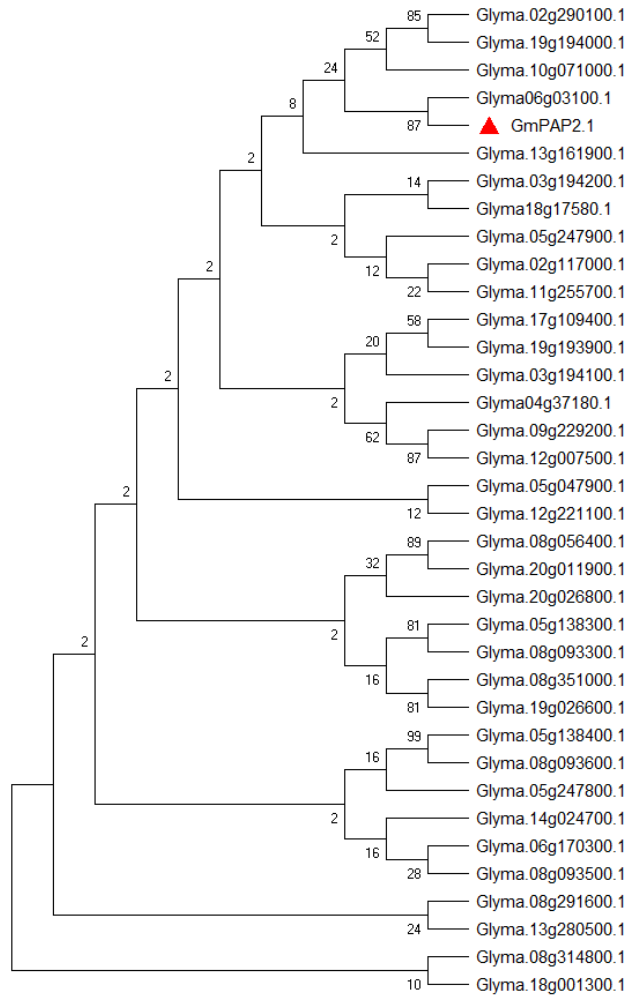 85
Glyma.02g290100.1
52
Glyma.19g194000.1
24
Glyma.10g071000.1
8
Glyma06g03100.1
87
GmPAP2.1
2
Glyma.13g161900.1
14
Glyma.03g194200.1
Glyma18g17580.1
2
Glyma.05g247900.1
2
12
Glyma.02g117000.1
22
Glyma.11g255700.1
58
Glyma.17g109400.1
20
Glyma.19g193900.1
2
Glyma.03g194100.1
2
Glyma04g37180.1
62
Glyma.09g229200.1
87
Glyma.12g007500.1
2
Glyma.05g047900.1
12
Glyma.12g221100.1
89
Glyma.08g056400.1
32
Glyma.20g011900.1
Glyma.20g026800.1
2
81
Glyma.05g138300.1
2
Glyma.08g093300.1
16
Glyma.08g351000.1
81
Glyma.19g026600.1
99
Glyma.05g138400.1
16
Glyma.08g093600.1
Glyma.05g247800.1
2
Glyma.14g024700.1
16
Glyma.06g170300.1
28
Glyma.08g093500.1
Glyma.08g291600.1
24
Glyma.13g280500.1
Glyma.08g314800.1
10
Glyma.18g001300.1